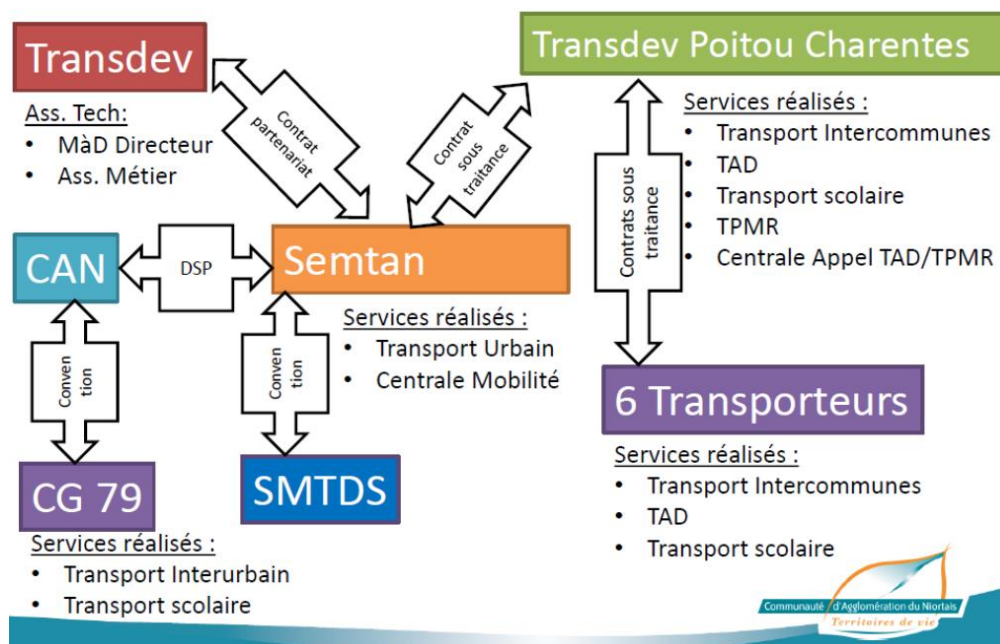 Transdev
Ass. Tech:
• MàD Directeur
• Ass. Métier
Contrat
partenariat
Contrat
sous
traitance
Transdev Poitou Charentes
Services réalisés :
• Transport Intercommunes
• TAD
• Transport scolaire
• TPMR
• Centrale Appel TAD/TPMR
Contrats sous
traitance
CAN
DSP
Semtan
Services réalisés :
• Transport Urbain
• Centrale Mobilité
Conven
tion
Conven
tion
6 Transporteurs
Services réalisés :
• Transport Intercommunes
• TAD
• Transport scolaire
CG 79
Services réalisés :
• Transport Interurbain
• Transport scolaire
SMTDS
Communauté d'Agglomération du Niortais
Territoires de vie